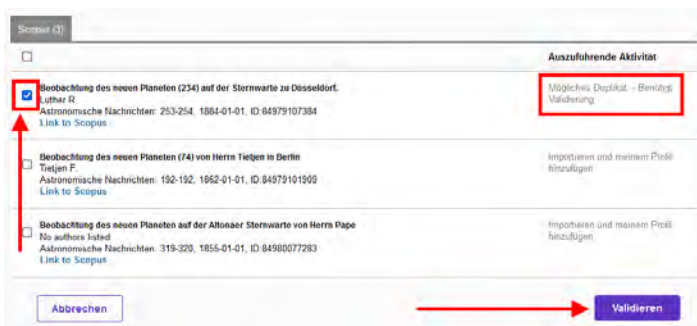 Scopus (3)
Auszuführende Aktivität
Beobachtung des neuen Planeten (234) auf der Sternwarte zu Düsseldorf.
Luther R.
Astronomische Nachrichten: 253-254, 1884-01-01, ID:84979107384
Link to Scopus
Mögliches Duplikat - Benötigt
Validierung
Beobachtung des neuen Planeten (74) von Herrn Tietjen in Berlin
Tietjen F.
Astronomische Nachrichten: 192-192, 1862-01-01, ID:84979101909
Link to Scopus
Importieren und meinem Profil
hinzufügen
Beobachtung des neuen Planeten auf der Altonaer Sternwarte von Herrn Pape
No authors listed
Astronomische Nachrichten: 319-320, 1855-01-01, ID:84980077283
Link to Scopus
Importieren und meinem Profil
hinzufügen
Abbrechen
Validieren